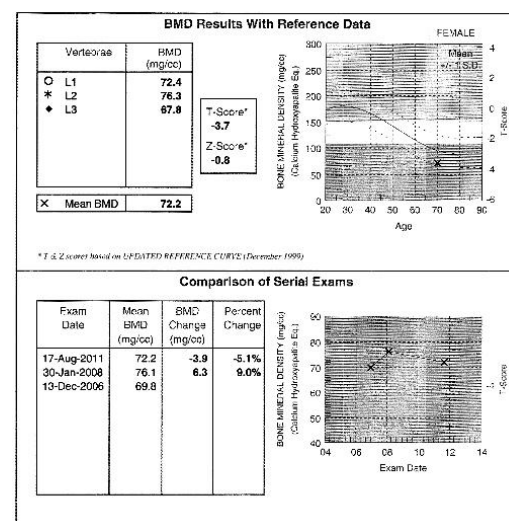 BMD Results With Reference Data
Vertebrae BMD
(mg/cc)
L1 72.4
L2 76.3
L3 67.8
Mean BMD 72.2
T-Score*
-3.7
Z-Score*
-0.8
FEMALE
Mean
+/- 1 S.D.
BONE MINERAL DENSITY (mg/cc)
(Calcium Hydroxyapatite Eq.)
300
250
200
150
100
50
0
4
2
0
-2
-4
T-Score
20 30 40 50 60 70 80 90
Age
* T & Z scores based on UPDATED REFERENCE CURVE (December 1999)
Comparison of Serial Exams
Exam Date Mean BMD (mg/cc) BMD Change (mg/cc) Percent Change
17-Aug-2011 72.2 -3.9 -5.1%
30-Jan-2008 76.1 6.3 9.0%
13-Dec-2006 69.8
BONE MINERAL DENSITY (mg/cc)
(Calcium Hydroxyapatite Eq.)
90
80
70
60
50
40
T-Score
04 06 08 10 12 14
Exam Date